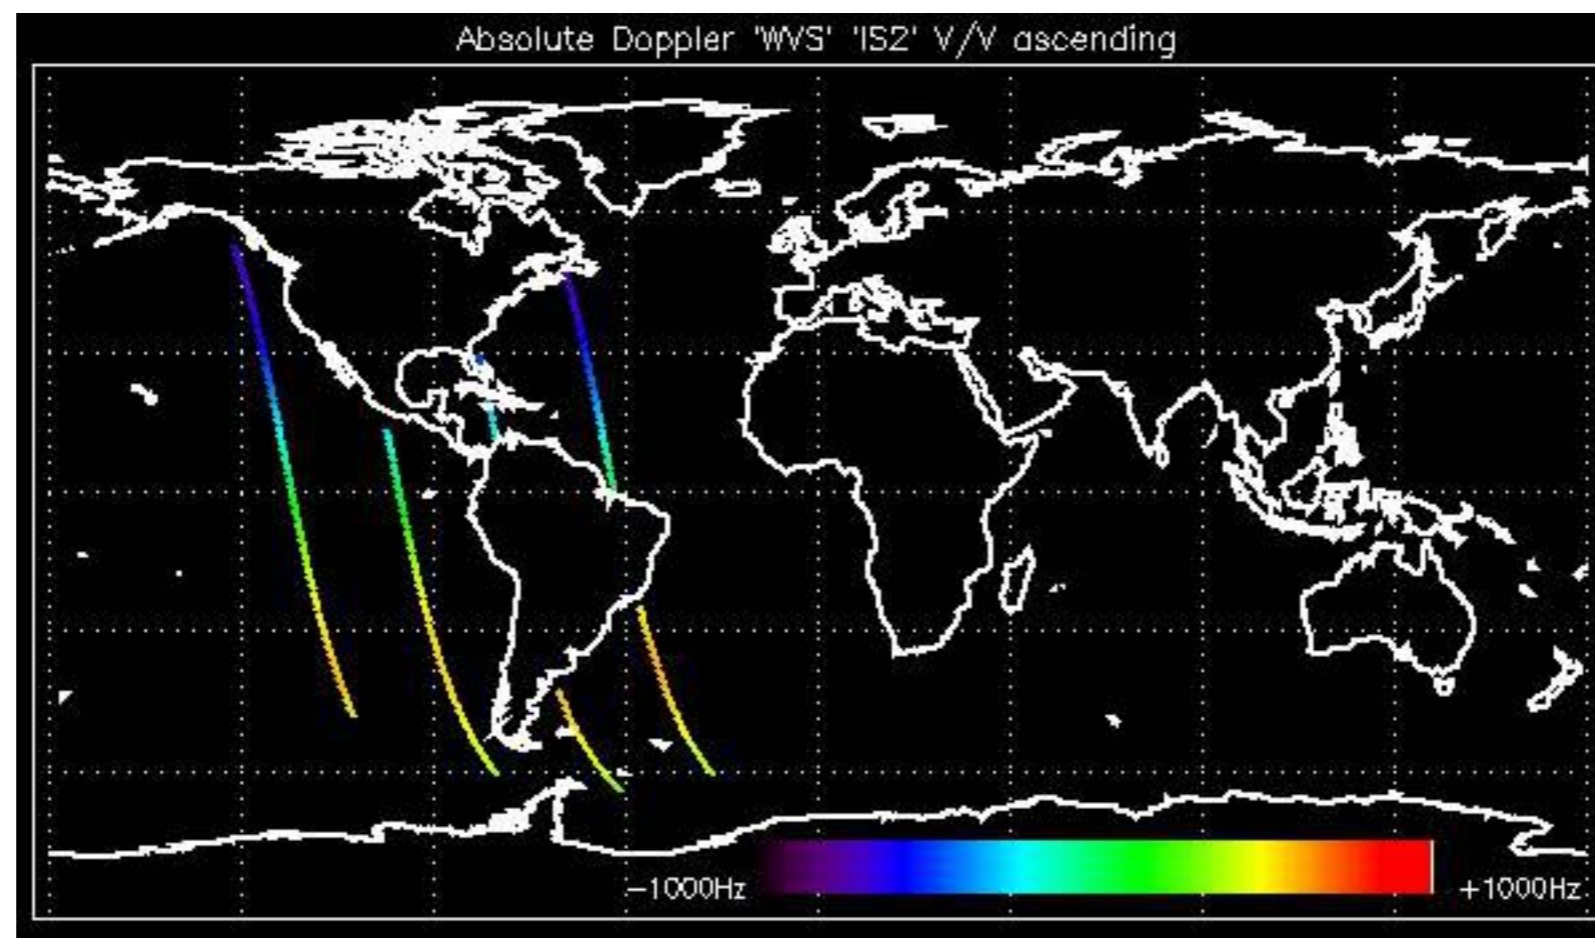 Absolute Doppler 'WVS' 'IS2' V/V ascending
−1000Hz
+1000Hz